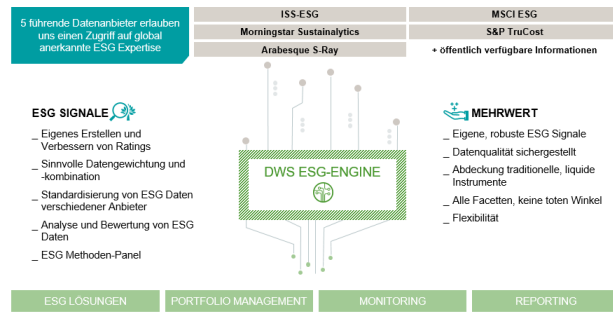 5 führende Datenanbieter erlauben
uns einen Zugriff auf global
anerkannte ESG Expertise
ISS-ESG
MSCI ESG
Morningstar Sustainalytics
S&P TruCost
Arabesque S-Ray
+ öffentlich verfügbare Informationen
ESG SIGNALE
_ Eigenes Erstellen und
Verbessern von Ratings
_ Sinnvolle Datengewichtung und
-kombination
_ Standardisierung von ESG Daten
verschiedener Anbieter
_ Analyse und Bewertung von ESG
Daten
_ ESG Methoden-Panel
DWS ESG-ENGINE
MEHRWERT
_ Eigene, robuste ESG Signale
_ Datenqualität sichergestellt
_ Abdeckung traditionelle, liquide
Instrumente
_ Alle Facetten, keine toten Winkel
_ Flexibilität
ESG LÖSUNGEN
PORTFOLIO MANAGEMENT
MONITORING
REPORTING